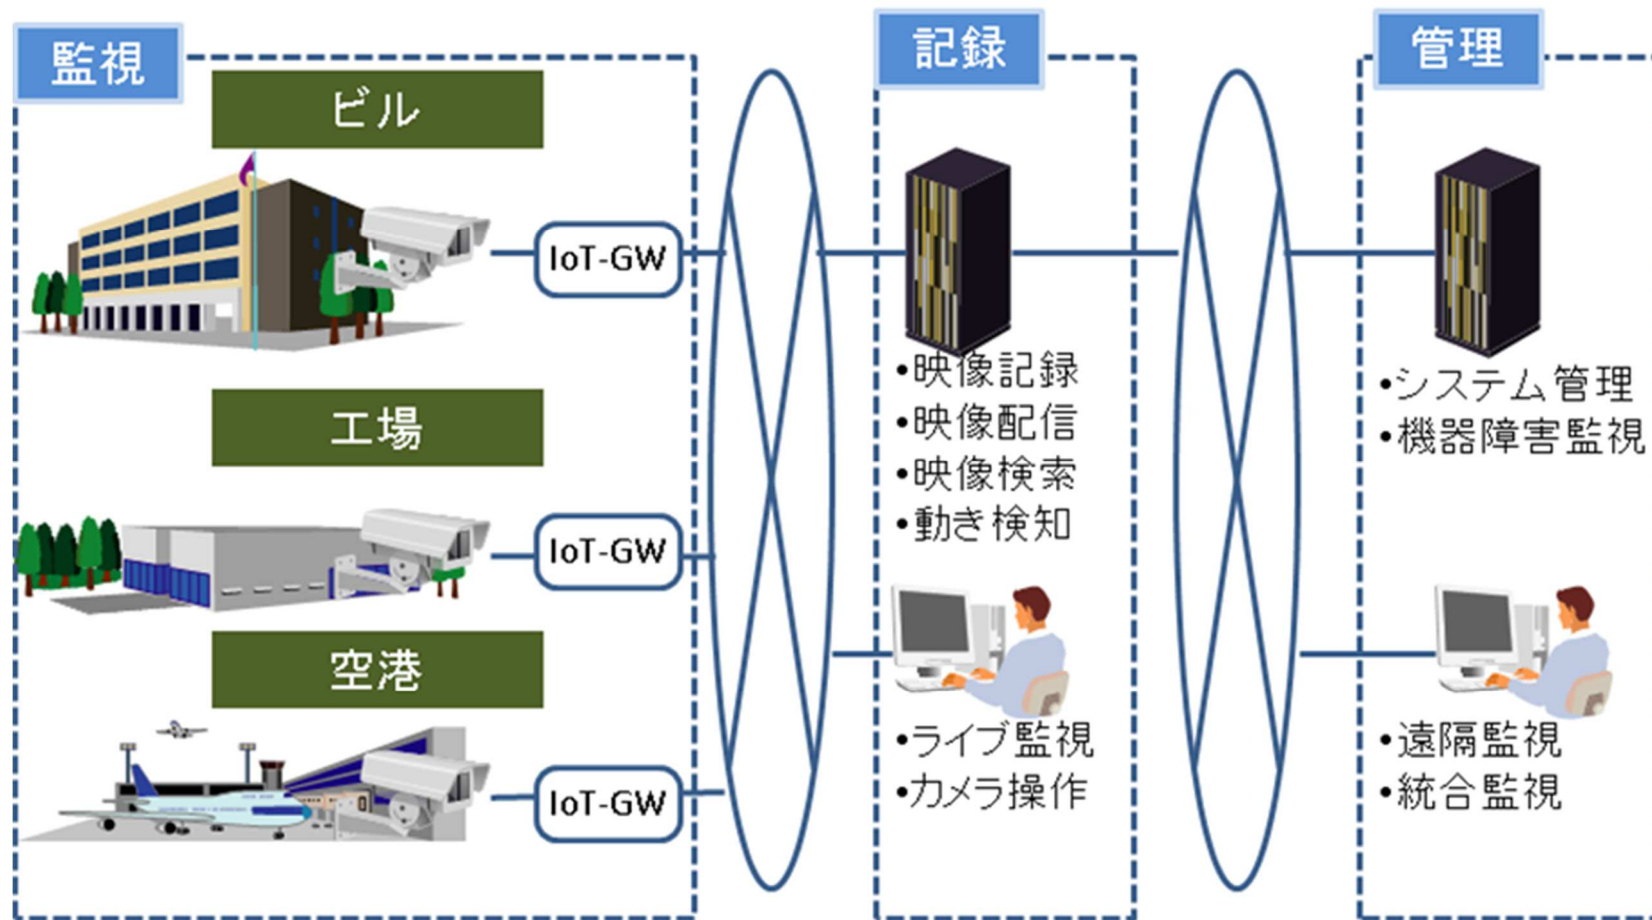 監視
ビル
IoT-GW
工場
IoT-GW
空港
IoT-GW
記録
•映像記録
•映像配信
•映像検索
•動き検知
•ライブ監視
•カメラ操作
管理
•システム管理
•機器障害監視
•遠隔監視
•統合監視